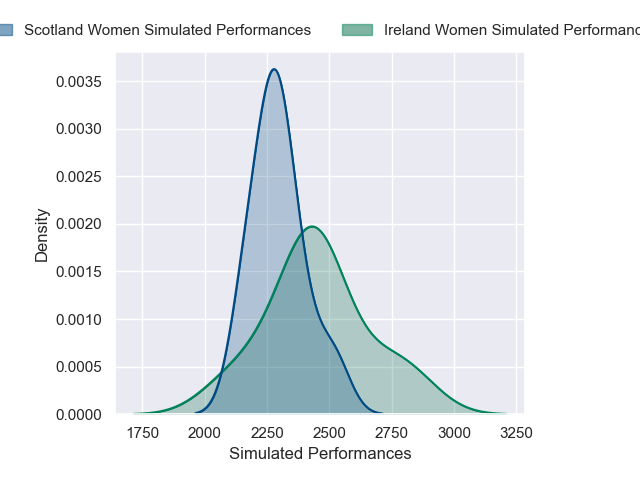 Scotland Women Simulated Performances
Ireland Women Simulated
Density
0.0035
0.0030
0.0025
0.0020
0.0015
0.0010
0.0005
0.0000
1750 2000 2250 2500 2750 3000 3250
Simulated Performances